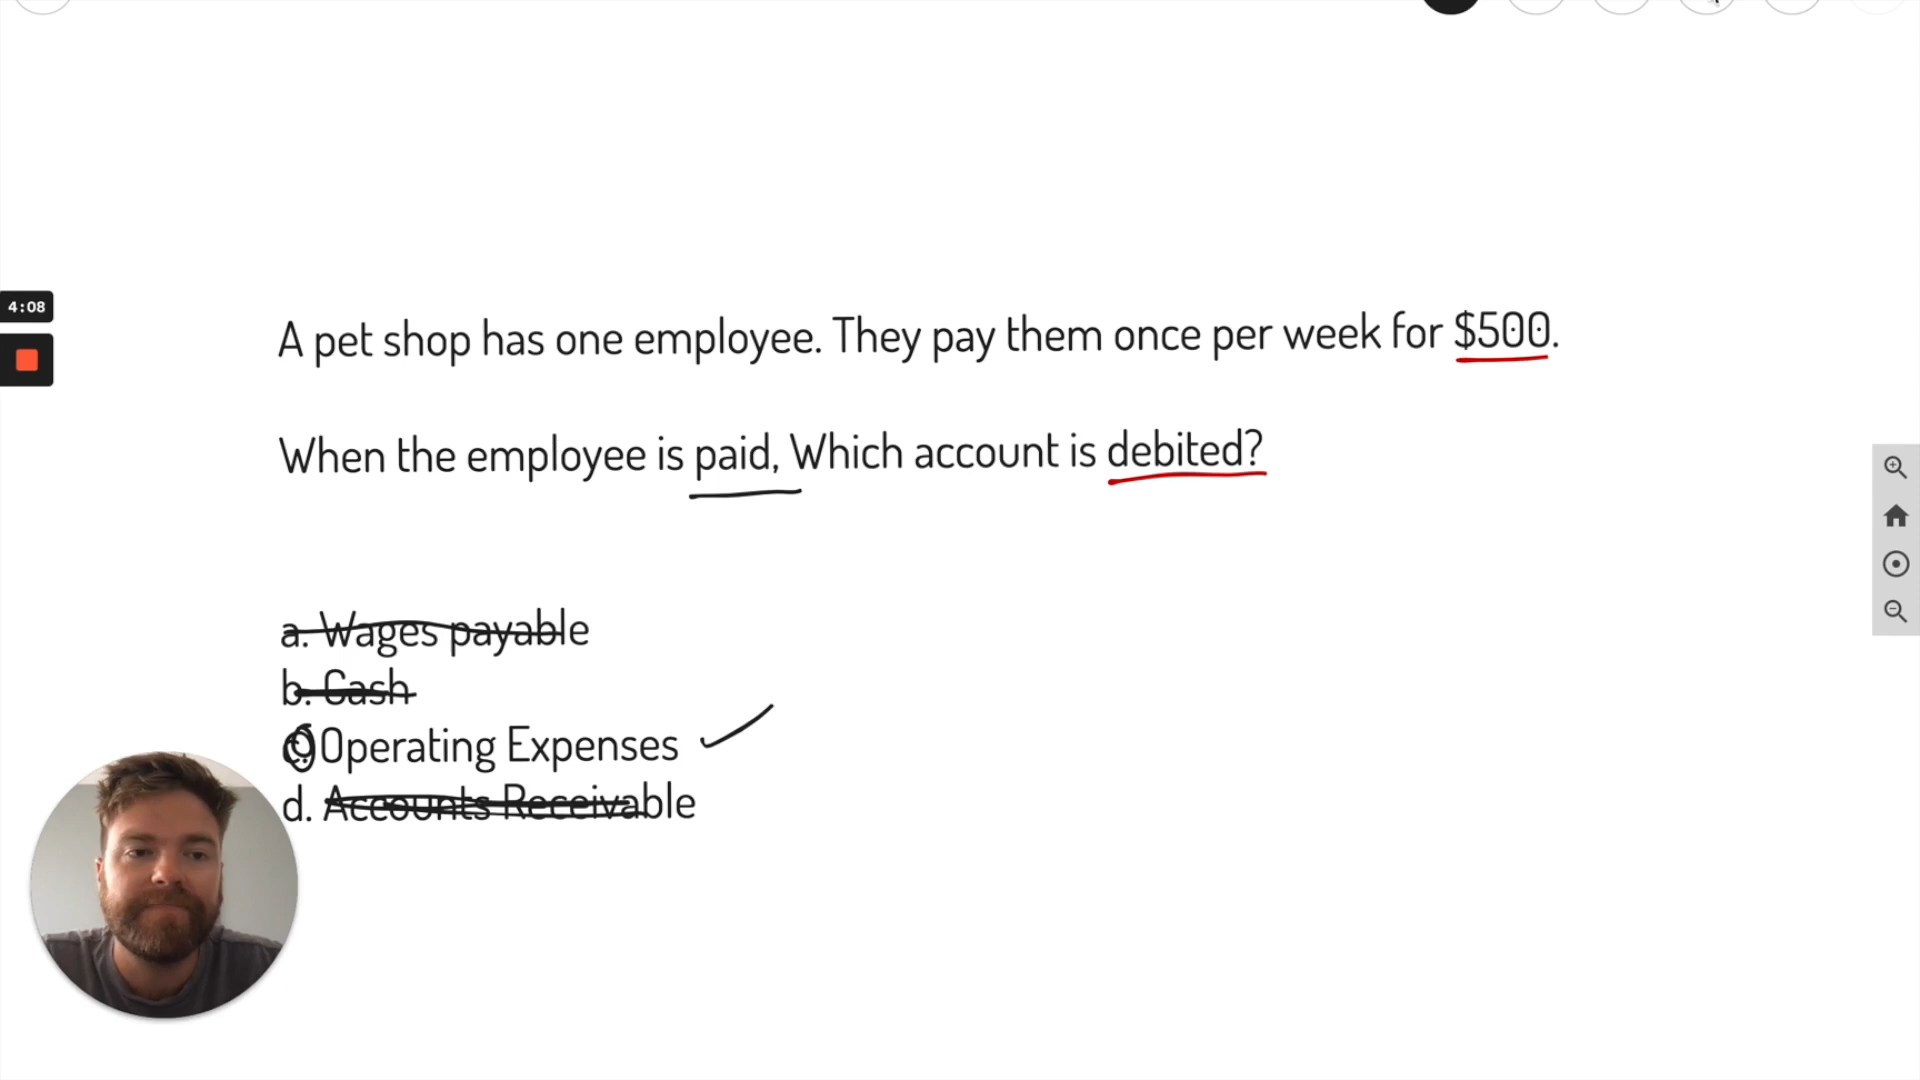 4:08
A pet shop has one employee. They pay them once per week for $500.
When the employee is paid, Which account is debited?
a. Wages payable
b. Cash
c. Operating Expenses
d. Accounts Receivable